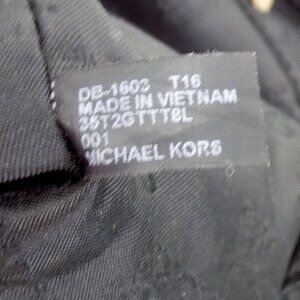 DB-1603 T16
MADE IN VIETNAM
35T2GTTT8L
001
MICHAEL KORS